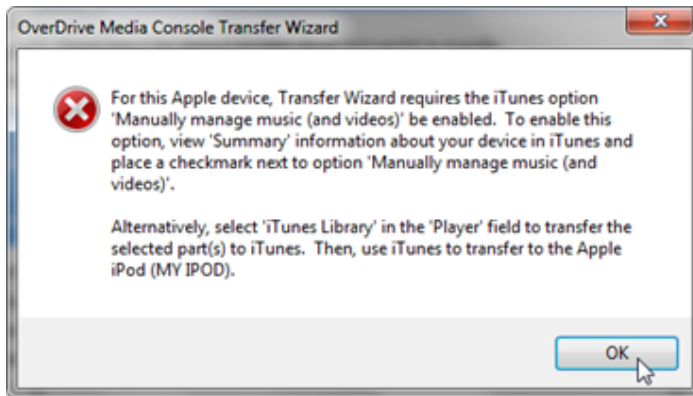 OverDrive Media Console Transfer Wizard
For this Apple device, Transfer Wizard requires the iTunes option
'Manually manage music (and videos)' be enabled.  To enable this
option, view 'Summary' information about your device in iTunes and
place a checkmark next to option 'Manually manage music (and
videos)'.
Alternatively, select 'iTunes Library' in the 'Player' field to transfer the
selected part(s) to iTunes.  Then, use iTunes to transfer to the Apple
iPod (MY IPOD).
OK